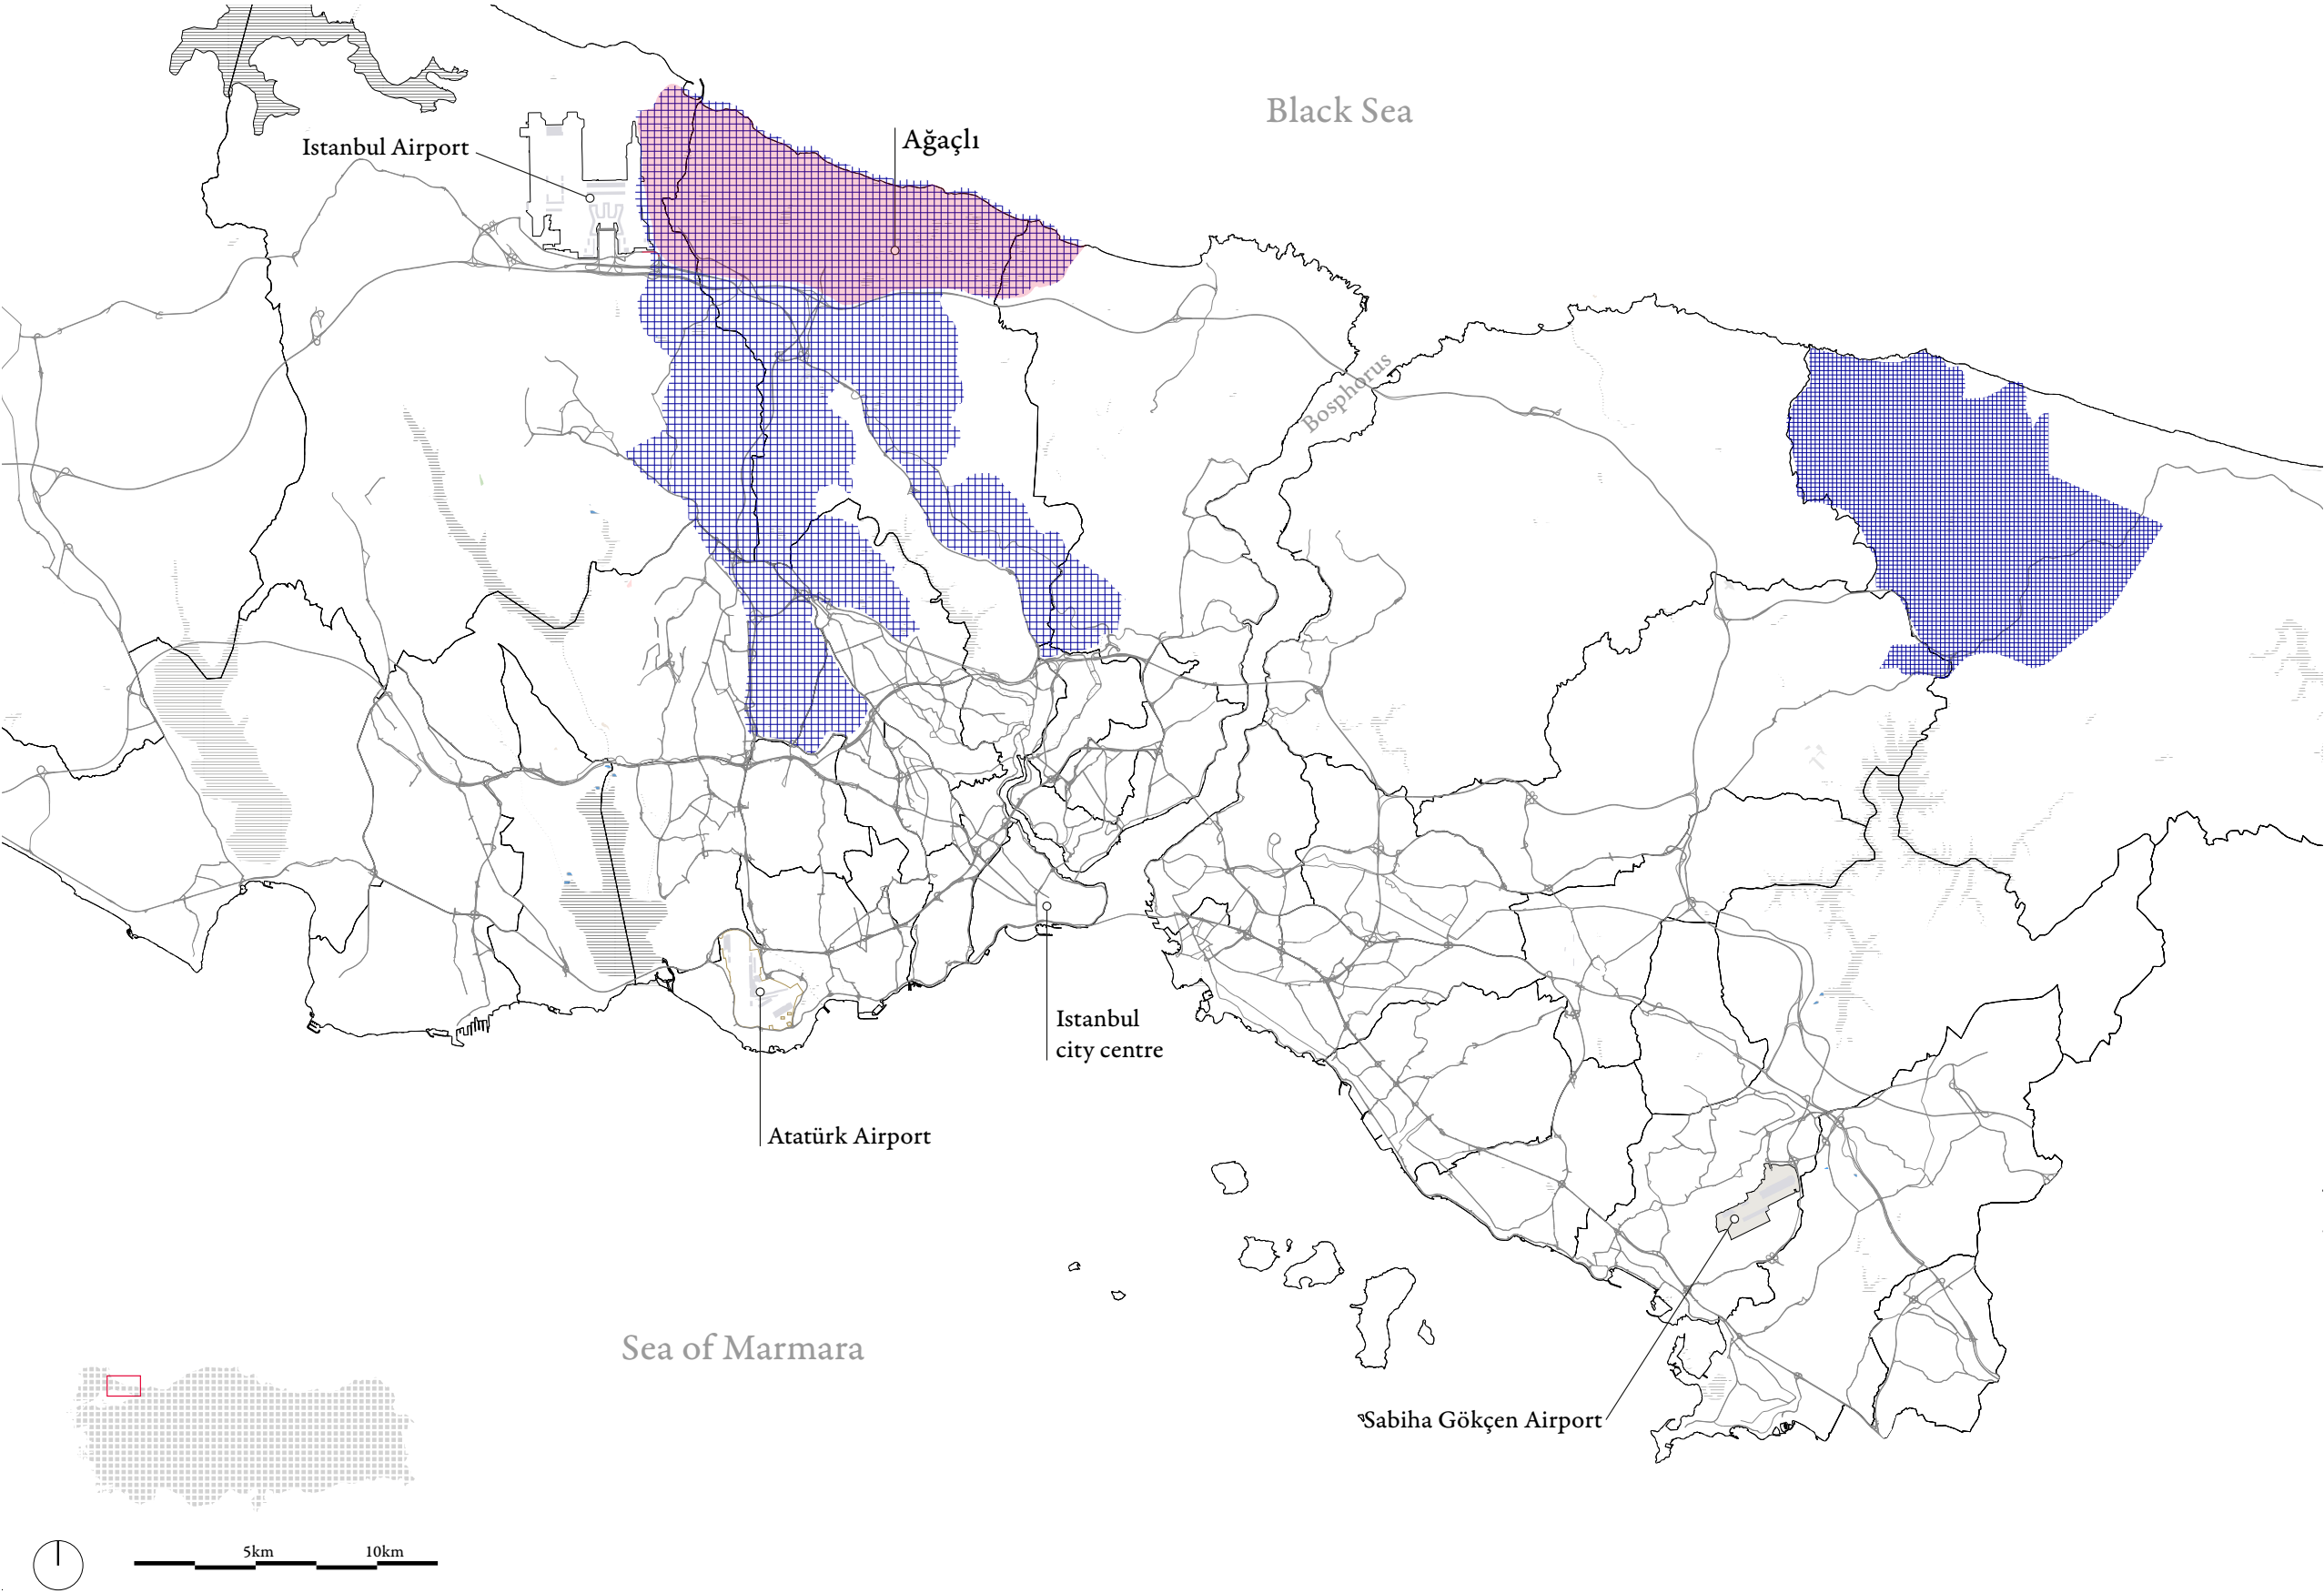 Black Sea
Ağaçlı
Istanbul Airport
Bosphorus
Istanbul
city centre
Atatürk Airport
Sea of Marmara
Sabiha Gökçen Airport
5km
10km